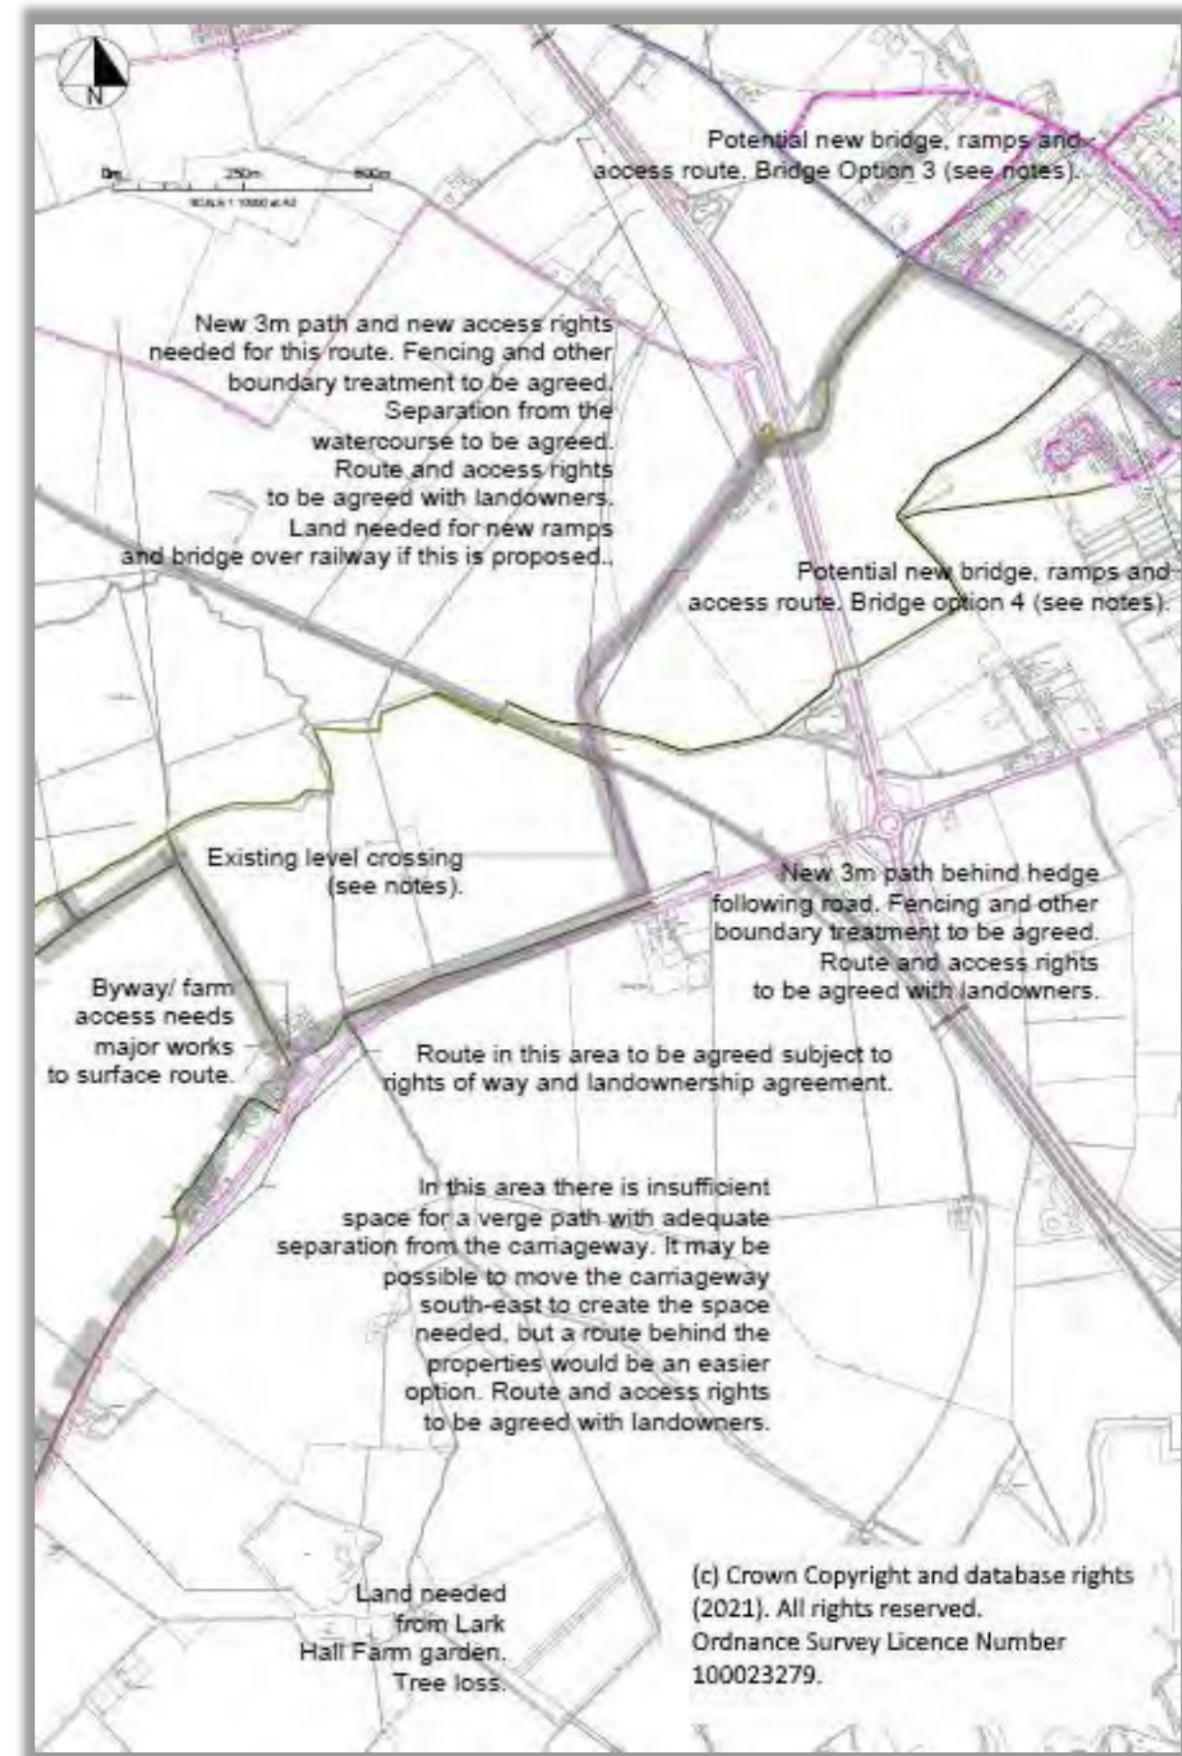 N
Potential new bridge, ramps and
access route. Bridge Option 3 (see notes).
0m 250m 500m
SCALE 1:10000 at A3
New 3m path and new access rights
needed for this route. Fencing and other
boundary treatment to be agreed.
Separation from the
watercourse to be agreed.
Route and access rights
to be agreed with landowners.
Land needed for new ramps
and bridge over railway if this is proposed..
Potential new bridge, ramps and
access route. Bridge option 4 (see notes).
Existing level crossing
(see notes).
New 3m path behind hedge
following road. Fencing and other
boundary treatment to be agreed.
Route and access rights
to be agreed with landowners.
Byway/ farm
access needs
major works
to surface route.
Route in this area to be agreed subject to
rights of way and landownership agreement.
In this area there is insufficient
space for a verge path with adequate
separation from the carriageway. It may be
possible to move the carriageway
south-east to create the space
needed, but a route behind the
properties would be an easier
option. Route and access rights
to be agreed with landowners.
Land needed
from Lark
Hall Farm garden.
Tree loss.
(c) Crown Copyright and database rights
(2021). All rights reserved.
Ordnance Survey Licence Number
100023279.